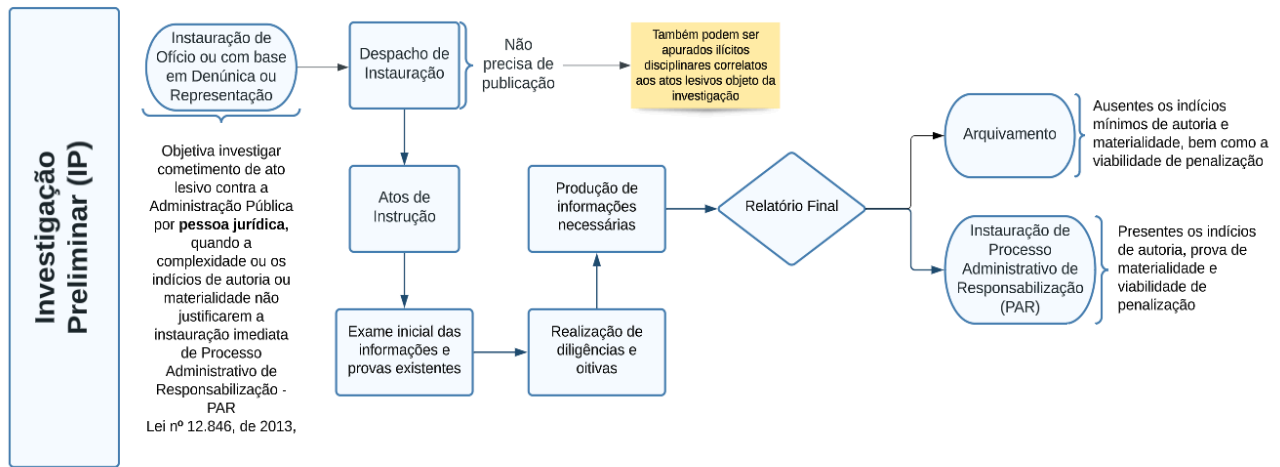 Investigação
Preliminar (IP)
Instauração de
Ofício ou com base
em Denúnica ou
Representação
Objetiva investigar
cometimento de ato
lesivo contra a
Administração Pública
por pessoa jurídica,
quando a
complexidade ou os
indícios de autoria ou
materialidade não
justificarem a
instauração imediata
de Processo
Administrativo de
Responsabilização -
PAR
Lei nº 12.846, de 2013,
Despacho de
Instauração
Não
precisa de
publicação
Também podem ser
apurados ilícitos
disciplinares correlatos
aos atos lesivos objeto da
investigação
Atos de
Instrução
Exame inicial das
informações e
provas existentes
Realização de
diligências e
oitivas
Produção de
informações
necessárias
Relatório Final
Arquivamento
Ausentes os indícios
mínimos de autoria e
materialidade, bem como a
viabilidade de penalização
Instauração de
Processo
Administrativo de
Responsabilização
(PAR)
Presentes os indícios
de autoria, prova de
materialidade e
viabilidade de
penalização